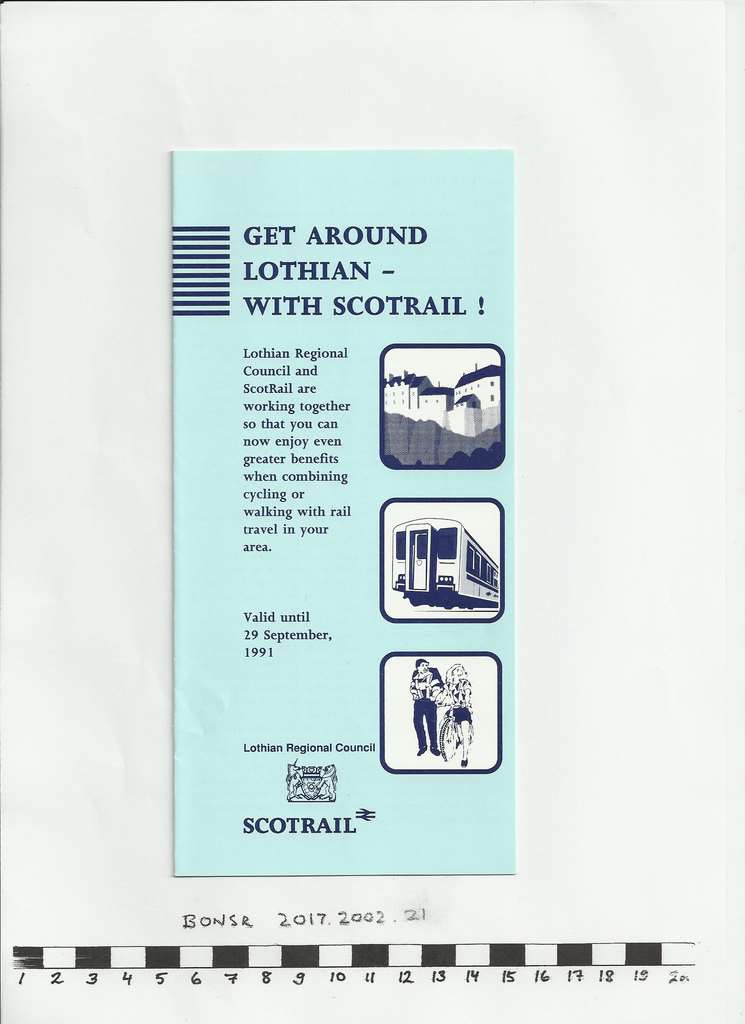 GET AROUND
LOTHIAN –
WITH SCOTRAIL !
Lothian Regional
Council and
ScotRail are
working together
so that you can
now enjoy even
greater benefits
when combining
cycling or
walking with rail
travel in your
area.
Valid until
29 September,
1991
Lothian Regional Council
SCOTRAIL
BONSR 2017.2002.21
1 2 3 4 5 6 7 8 9 10 11 12 13 14 15 16 17 18 19 20